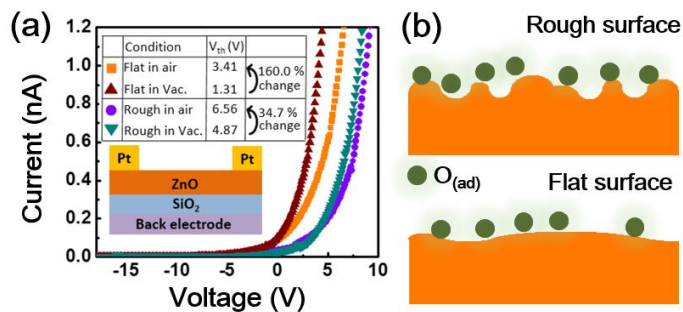 (a)
Current (nA)
1.2
1.0
0.8
0.6
0.4
0.2
0.0
Condition V_th (V)
Flat in air 3.41
Flat in Vac. 1.31
Rough in air 6.56
Rough in Vac. 4.87
160.0 %
change
34.7 %
change
Pt Pt
ZnO
SiO₂
Back electrode
-15 -10 -5 0 5 10
Voltage (V)
(b)
Rough surface
O(ad)
Flat surface